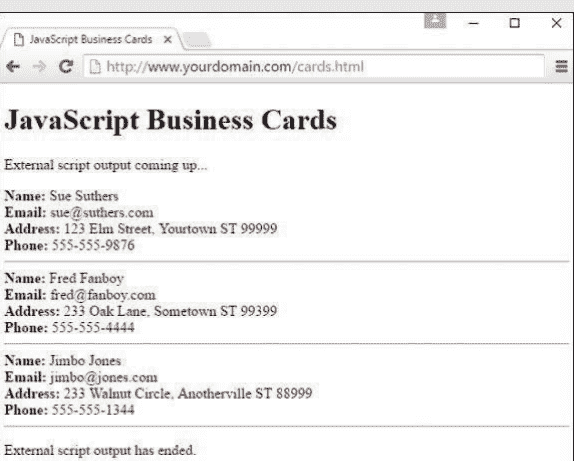 JavaScript Business Cards
http://www.yourdomain.com/cards.html
JavaScript Business Cards
External script output coming up...
Name: Sue Suthers
Email: sue@suthers.com
Address: 123 Elm Street, Yourtown ST 99999
Phone: 555-555-9876
Name: Fred Fanboy
Email: fred@fanboy.com
Address: 233 Oak Lane, Sometown ST 99399
Phone: 555-555-4444
Name: Jimbo Jones
Email: jimbo@jones.com
Address: 233 Walnut Circle, Anotherville ST 88999
Phone: 555-555-1344
External script output has ended.